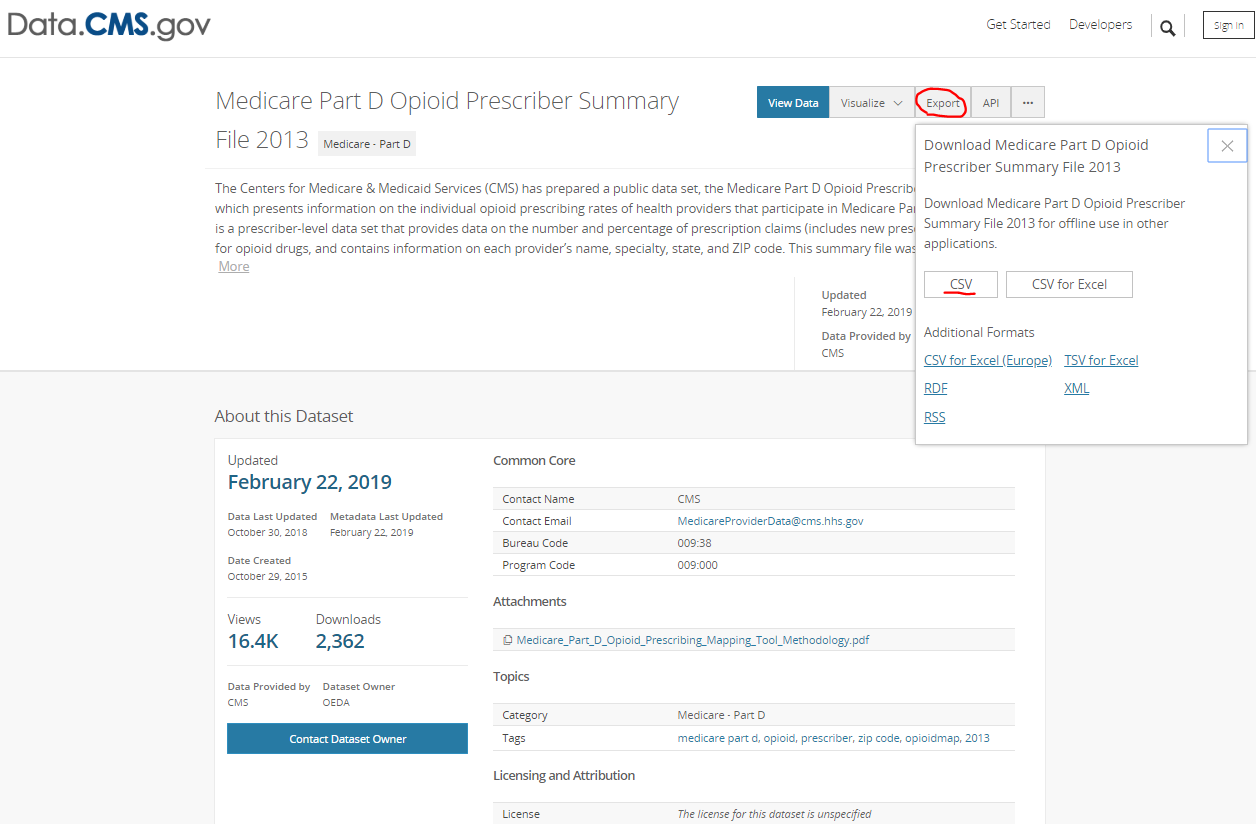 Data.CMS.gov
Get Started
Developers
Sign In
Medicare Part D Opioid Prescriber Summary
File 2013
Medicare - Part D
View Data
Visualize
Export
API
...
The Centers for Medicare & Medicaid Services (CMS) has prepared a public data set, the Medicare Part D Opioid Prescribe
which presents information on the individual opioid prescribing rates of health providers that participate in Medicare Par
is a prescriber-level data set that provides data on the number and percentage of prescription claims (includes new pres
for opioid drugs, and contains information on each provider's name, specialty, state, and ZIP code. This summary file was
More
Updated
February 22, 2019
Data Provided by
CMS
Download Medicare Part D Opioid
Prescriber Summary File 2013
Download Medicare Part D Opioid Prescriber
Summary File 2013 for offline use in other
applications.
CSV
CSV for Excel
Additional Formats
CSV for Excel (Europe)
TSV for Excel
RDF
XML
RSS
About this Dataset
Updated
February 22, 2019
Data Last Updated
Metadata Last Updated
October 30, 2018
February 22, 2019
Date Created
October 29, 2015
Views
Downloads
16.4K
2,362
Data Provided by
Dataset Owner
CMS
OEDA
Contact Dataset Owner
Common Core
Contact Name
CMS
Contact Email
MedicareProviderData@cms.hhs.gov
Bureau Code
009:38
Program Code
009:000
Attachments
Medicare_Part_D_Opioid_Prescribing_Mapping_Tool_Methodology.pdf
Topics
Category
Medicare - Part D
Tags
medicare part d, opioid, prescriber, zip code, opioidmap, 2013
Licensing and Attribution
License
The license for this dataset is unspecified